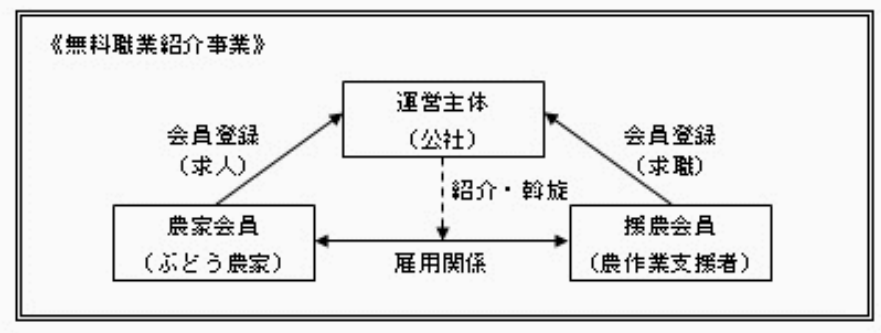 《無料職業紹介事業》
運営主体
（公社）
会員登録
（求人）
会員登録
（求職）
紹介・斡旋
農家会員
（ぶどう農家）
雇用関係
援農会員
（農作業支援者）